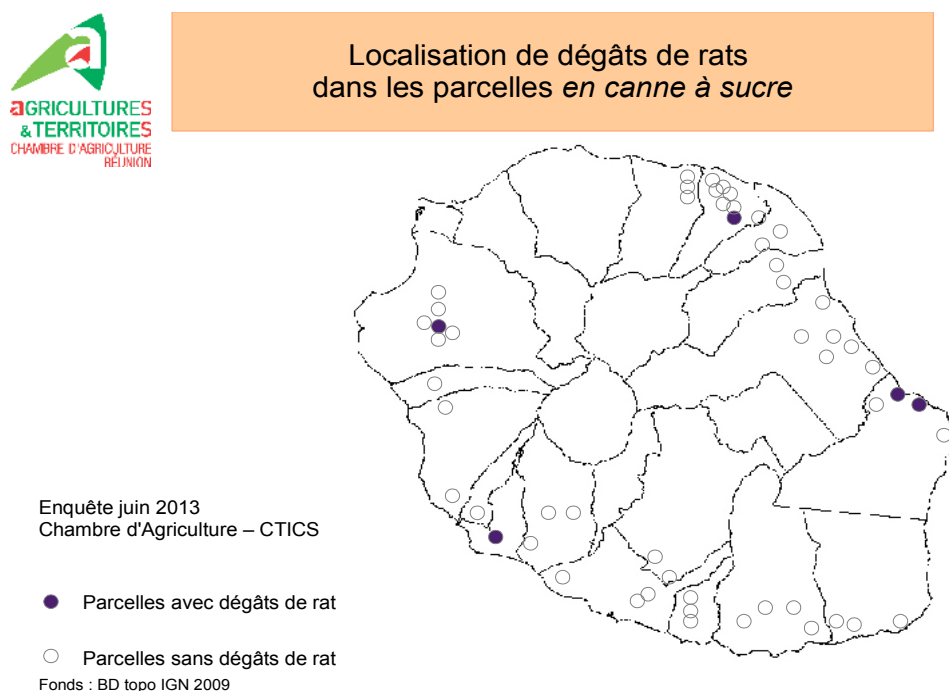 aGRICULTURES
& TERRITOIRES
CHAMBRE D'AGRICULTURE
RÉUNION
Localisation de dégâts de rats
dans les parcelles en canne à sucre
Enquête juin 2013
Chambre d'Agriculture – CTICS
Parcelles avec dégâts de rat
Parcelles sans dégâts de rat
Fonds : BD topo IGN 2009